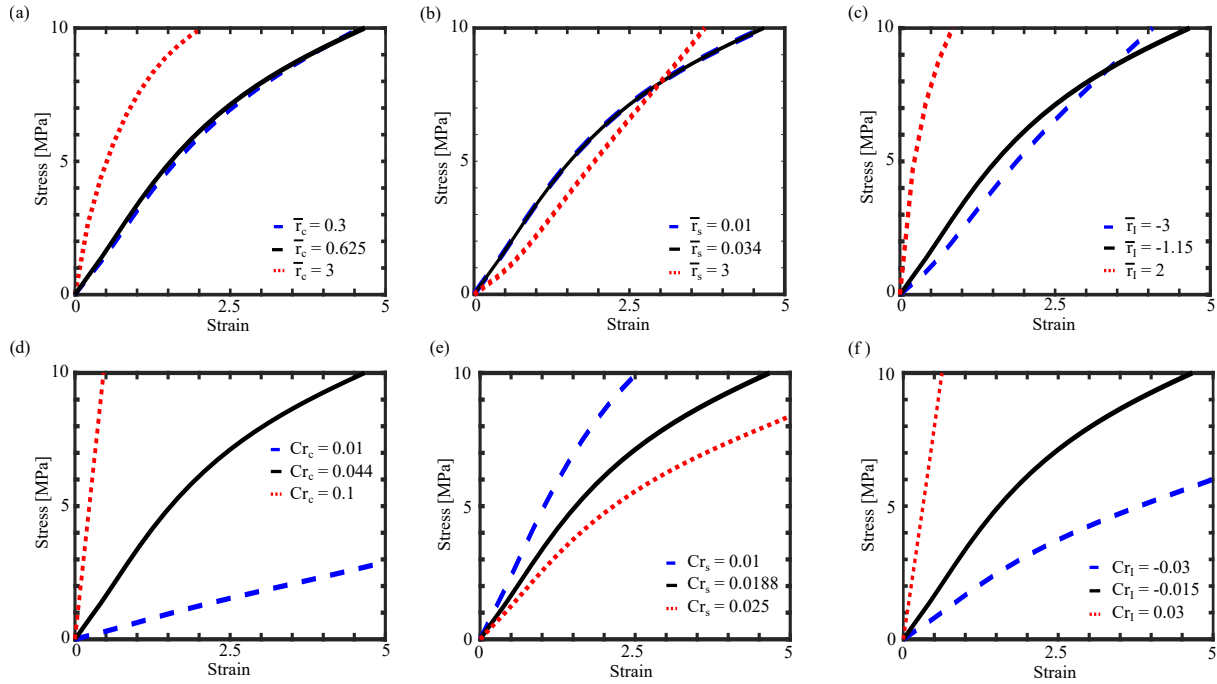 (a)
10
5
0
0
2.5
5
Stress [MPa]
Strain
r̅c = 0.3
r̅c = 0.625
r̅c = 3
(b)
10
5
0
0
2.5
5
Stress [MPa]
Strain
r̅s = 0.01
r̅s = 0.034
r̅s = 3
(c)
10
5
0
0
2.5
5
Stress [MPa]
Strain
r̅I = -3
r̅I = -1.15
r̅I = 2
(d)
10
5
0
0
2.5
5
Stress [MPa]
Strain
Crc = 0.01
Crc = 0.044
Crc = 0.1
(e)
10
5
0
0
2.5
5
Stress [MPa]
Strain
Crs = 0.01
Crs = 0.0188
Crs = 0.025
(f)
10
5
0
0
2.5
5
Stress [MPa]
Strain
CrI = -0.03
CrI = -0.015
CrI = 0.03